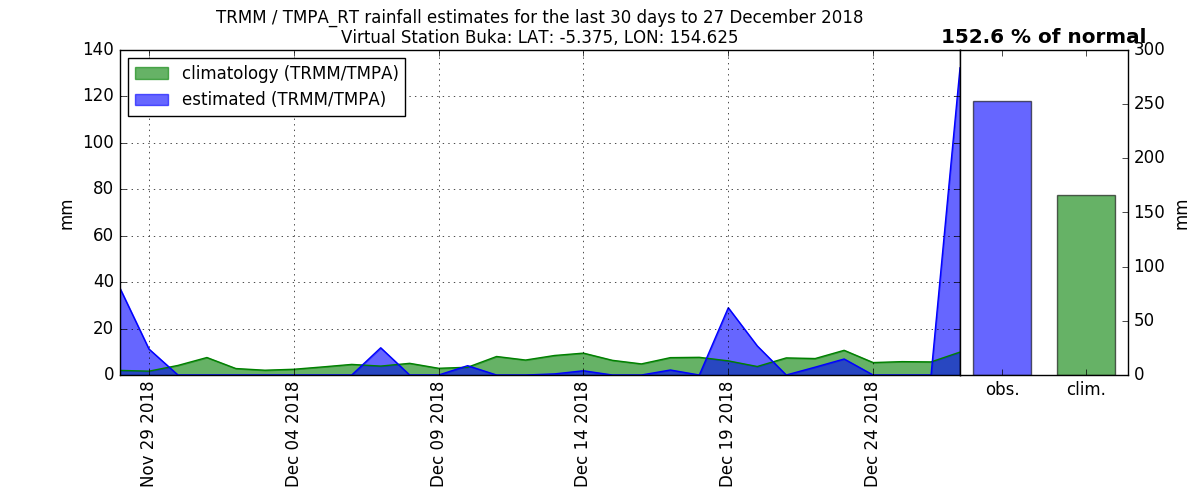 TRMM / TMPA_RT rainfall estimates for the last 30 days to 27 December 2018
Virtual Station Buka: LAT: -5.375, LON: 154.625
152.6 % of normal
climatology (TRMM/TMPA)
estimated (TRMM/TMPA)
140
120
100
80
60
40
20
0
mm
Nov 29 2018
Dec 04 2018
Dec 09 2018
Dec 14 2018
Dec 19 2018
Dec 24 2018
300
250
200
150
100
50
0
mm
obs.
clim.